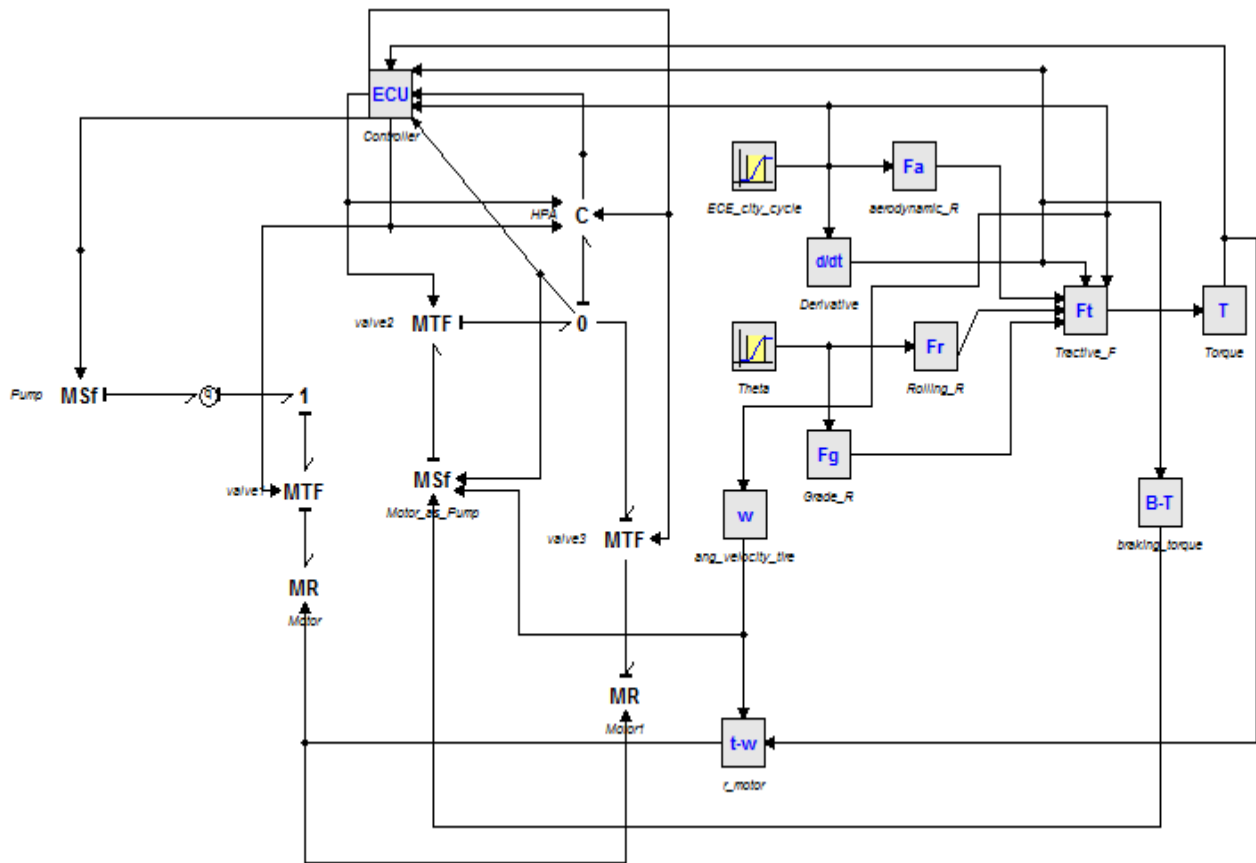 ECU
Controller
ECE_city_cycle
Fa
aerodynamic_R
HPA
C
d/dt
Derivative
valve2
MTF
0
Ft
Tractive_F
T
Torque
Theta
Fr
Rolling_R
Pump
MSf
q
1
Fg
Grade_R
MSf
Motor_as_Pump
valve1
MTF
w
ang_velocity_tire
B-T
braking_torque
valve3
MTF
MR
Motor
MR
Motor1
t-w
r_motor